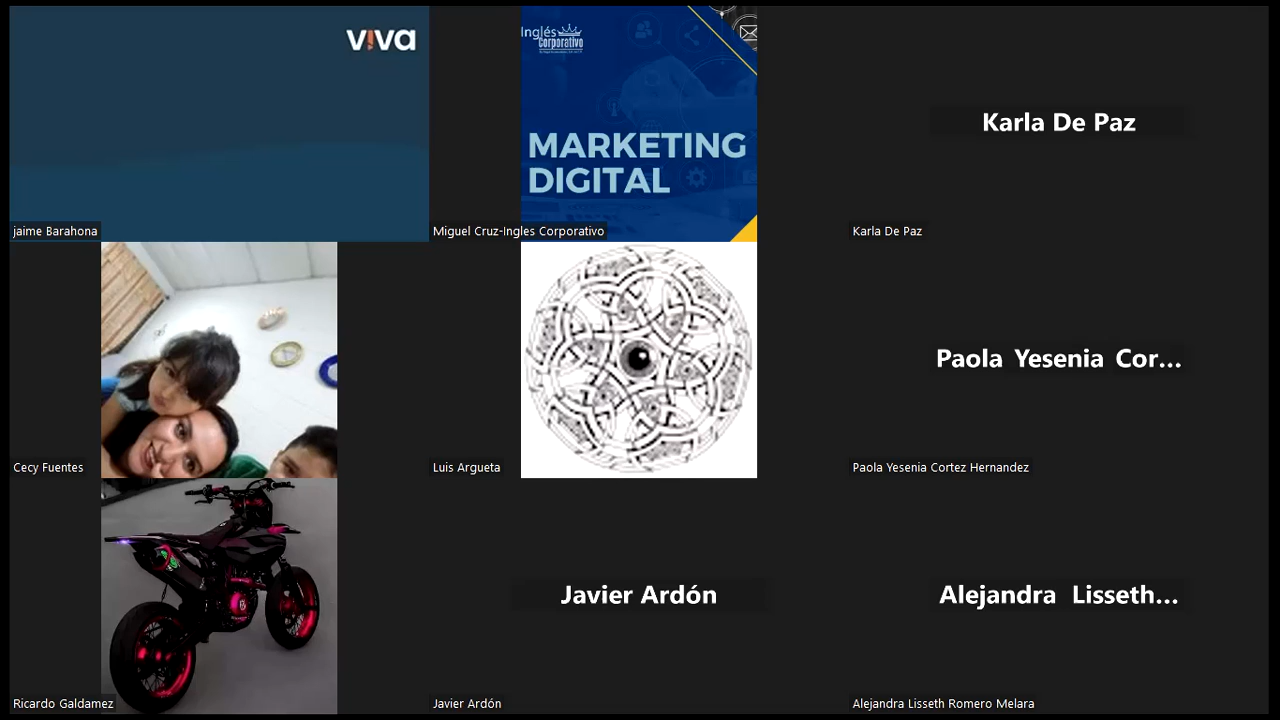 viva
jaime Barahona
Inglés
Corporativo
MARKETING
DIGITAL
Miguel Cruz-Ingles Corporativo
Karla De Paz
Karla De Paz
Cecy Fuentes
Luis Argueta
Paola Yesenia Cor...
Paola Yesenia Cortez Hernandez
Ricardo Galdamez
Javier Ardón
Javier Ardón
Alejandra Lisseth...
Alejandra Lisseth Romero Melara